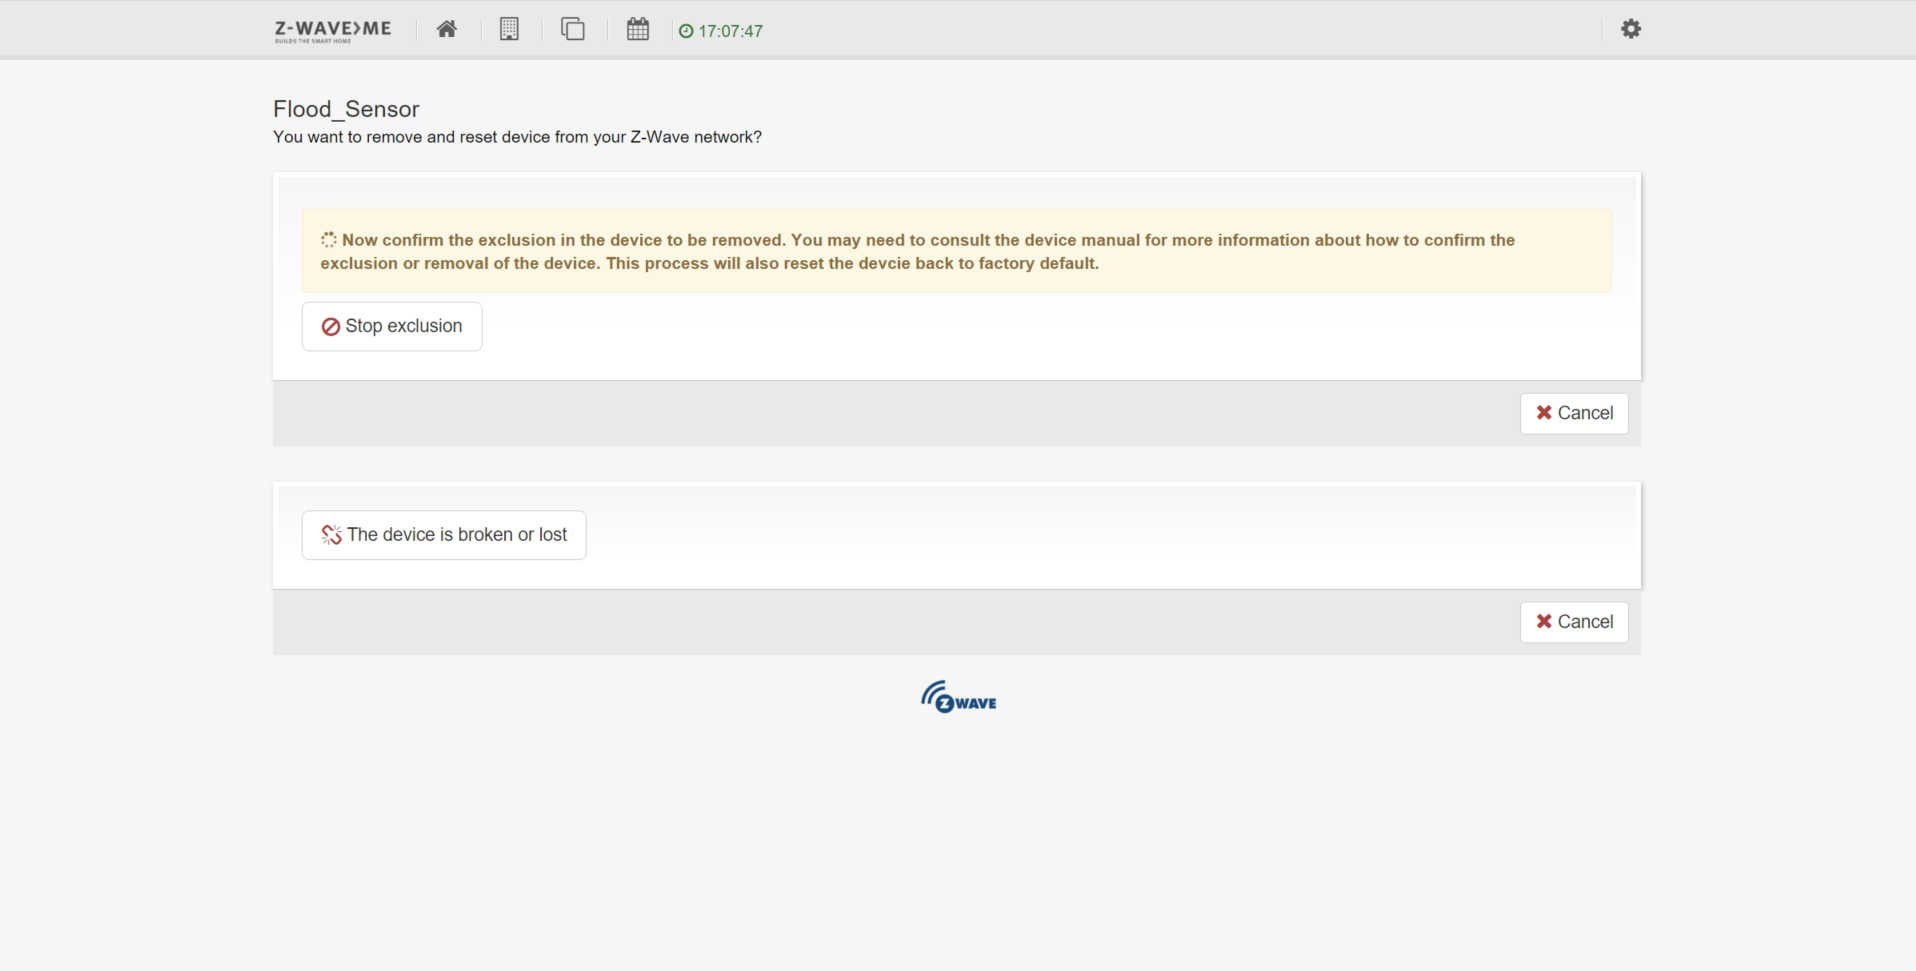 Z-WAVE>ME
BUILDS THE SMART HOME
17:07:47
Flood_Sensor
You want to remove and reset device from your Z-Wave network?
Now confirm the exclusion in the device to be removed. You may need to consult the device manual for more information about how to confirm the
exclusion or removal of the device. This process will also reset the devcie back to factory default.
Stop exclusion
Cancel
The device is broken or lost
Cancel
Z WAVE